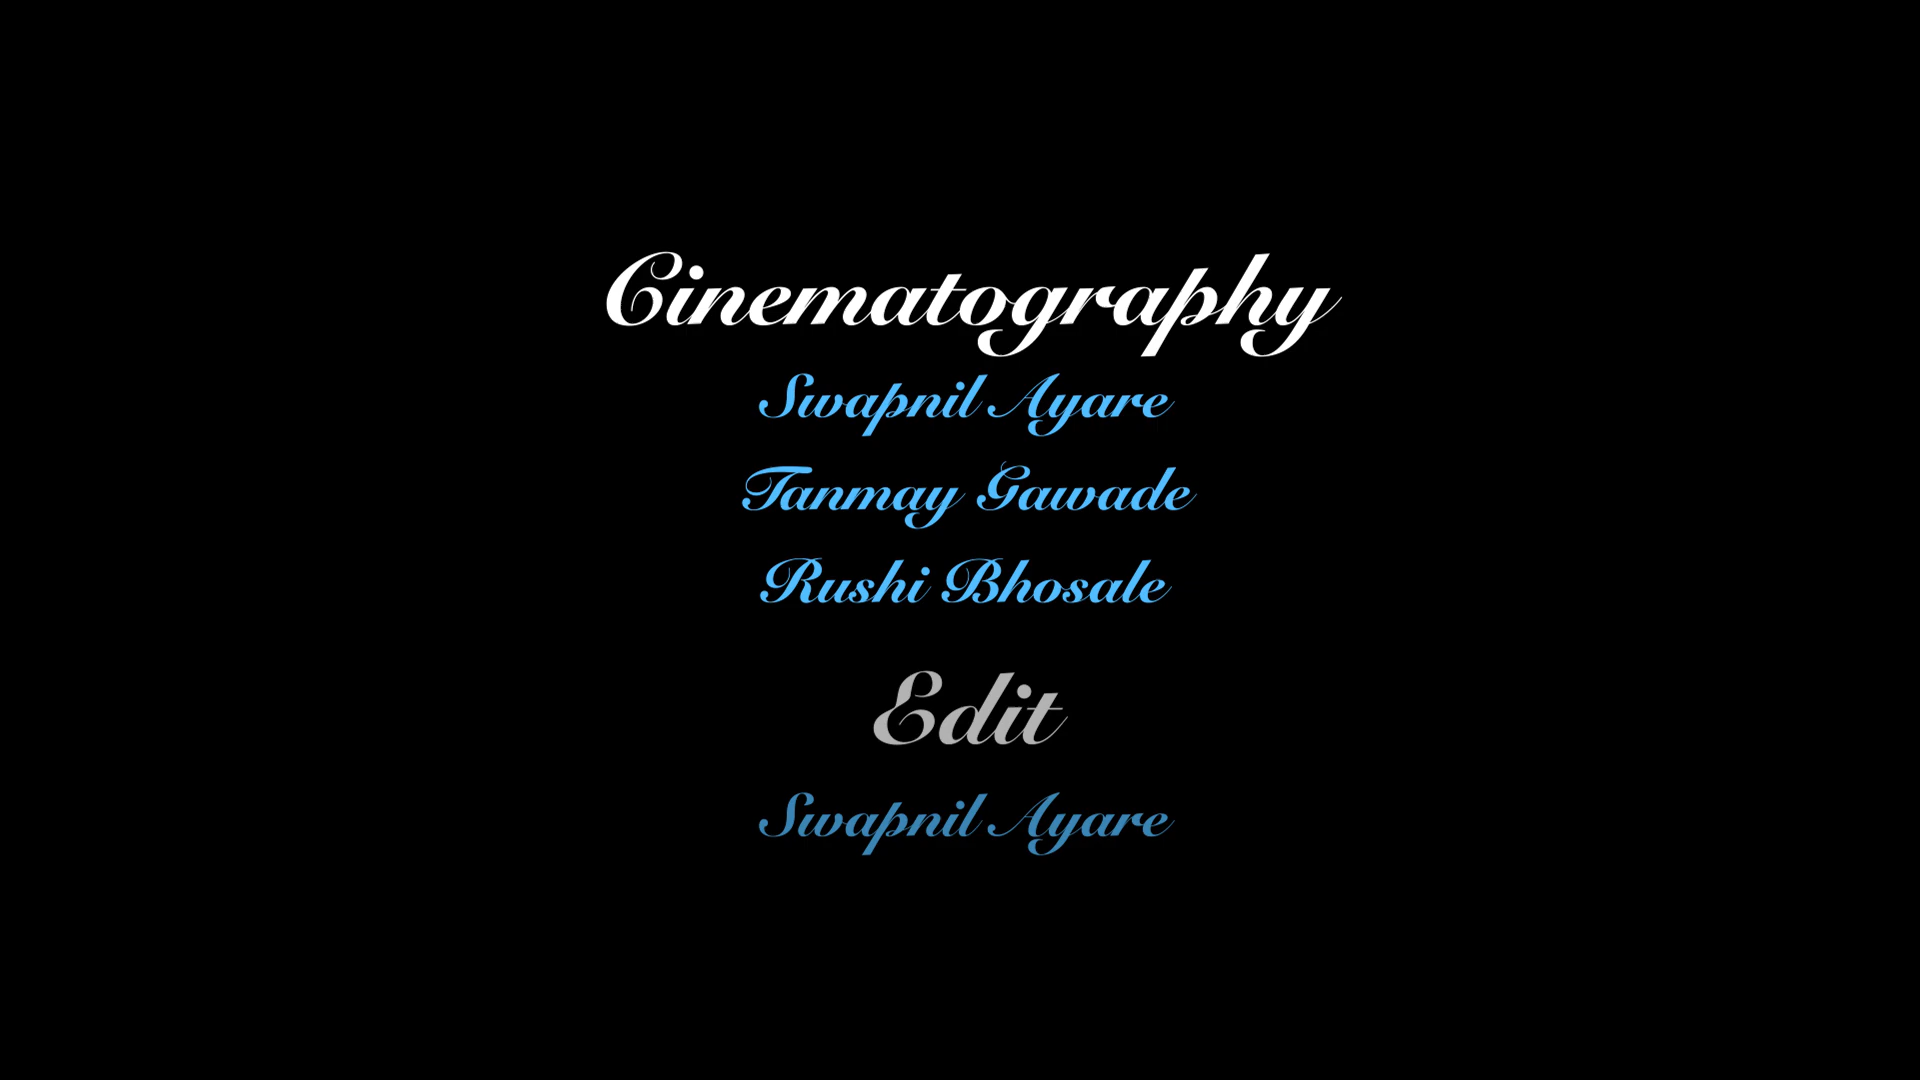 Cinematography
Swapnil Ayare
Tanmay Gawade
Rushi Bhosale
Edit
Swapnil Ayare